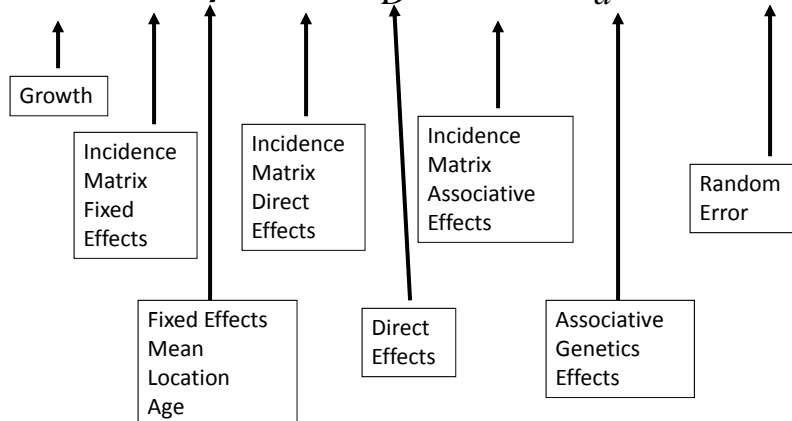 D
Growth
Incidence
Matrix
Fixed
Effects
Incidence
Matrix
Direct
Effects
Incidence
Matrix
Associative
Effects
Random
Error
Fixed Effects
Mean
Location
Age
Direct
Effects
Associative
Genetics
Effects